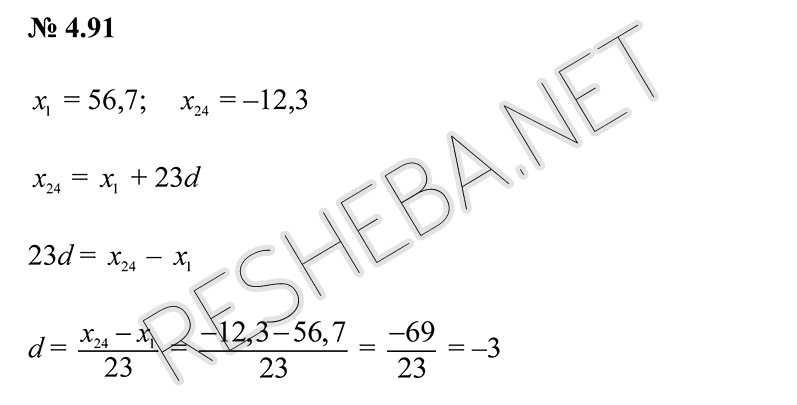 № 4.91
x₁ = 56,7; x₂₄ = –12,3
x₂₄ = x₁ + 23d
23d = x₂₄ – x₁
d = (x₂₄ – x₁)/23 = (–12,3 – 56,7)/23 = –69/23 = –3
RESHEBA.NET